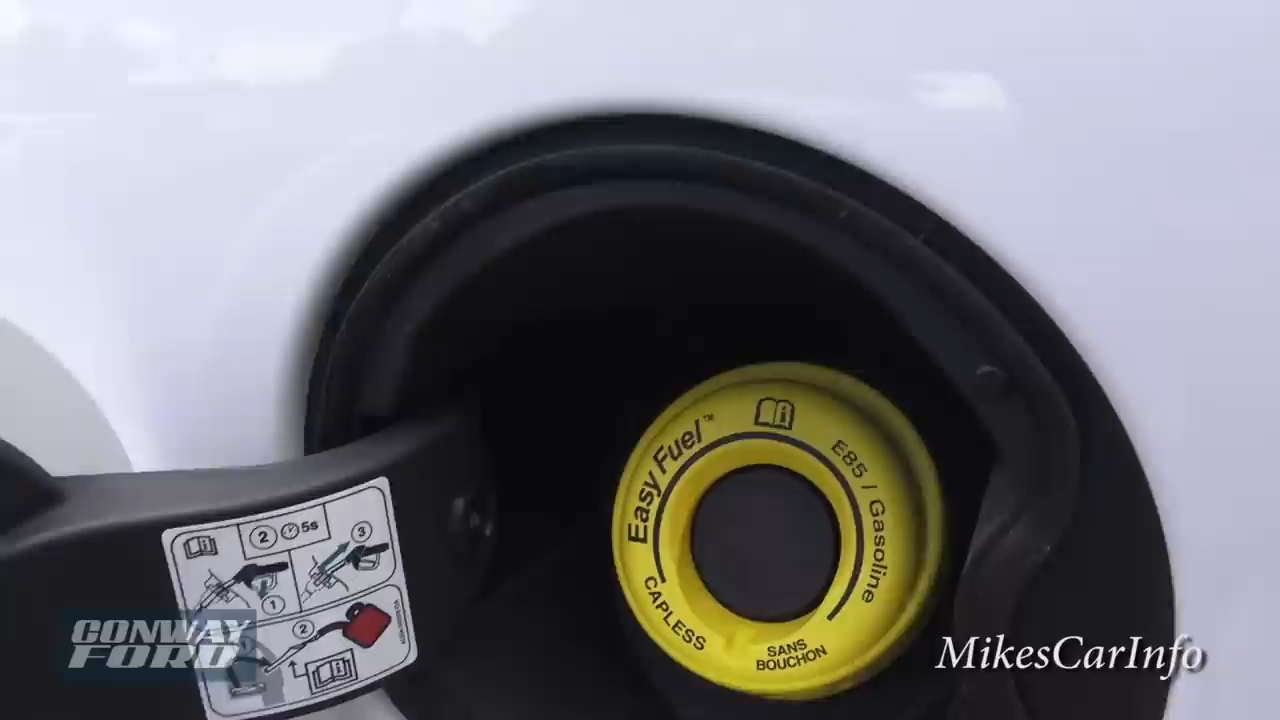 Easy Fuel™
E85 / Gasoline
CAPLESS
SANS
BOUCHON
2 5s
3
1
2
CONWAY
FORD
MikesCarInfo